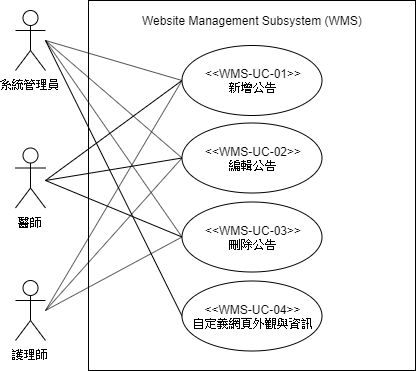 Website Management Subsystem (WMS)
系統管理員
<<WMS-UC-01>>
新增公告
<<WMS-UC-02>>
編輯公告
醫師
<<WMS-UC-03>>
刪除公告
<<WMS-UC-04>>
自定義網頁外觀與資訊
護理師